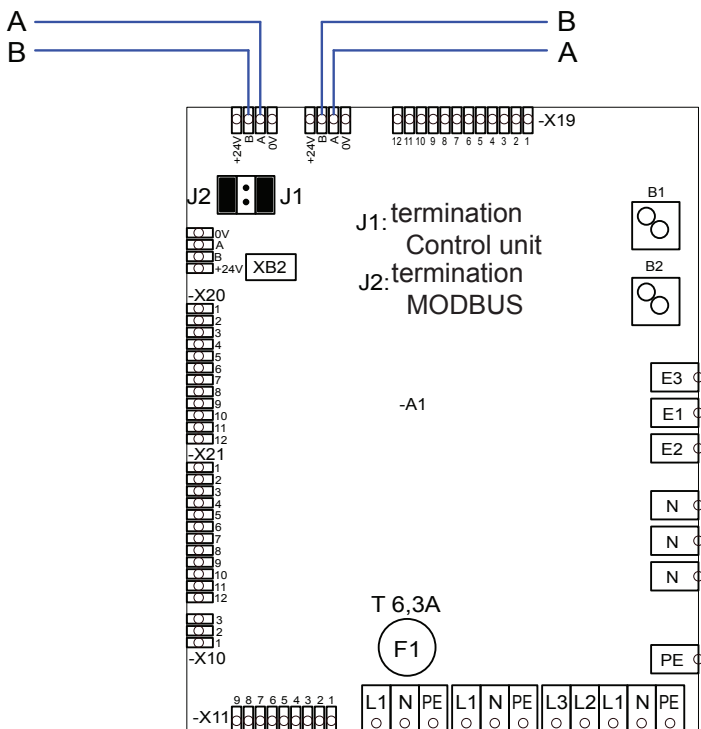 A
B
B
A
+24V
B
A
0V
+24V
B
A
0V
12 11 10 9 8 7 6 5 4 3 2 1
-X19
J2
J1
0V
A
B
+24V
XB2
J1: termination
Control unit
J2: termination
MODBUS
B1
B2
-X20
1
2
3
4
5
6
7
8
9
10
11
12
-X21
1
2
3
4
5
6
7
8
9
10
11
12
3
2
1
-X10
-A1
E3
E1
E2
N
N
N
PE
T 6,3A
F1
-X11
9 8 7 6 5 4 3 2 1
L1 N PE L1 N PE L3 L2 L1 N PE